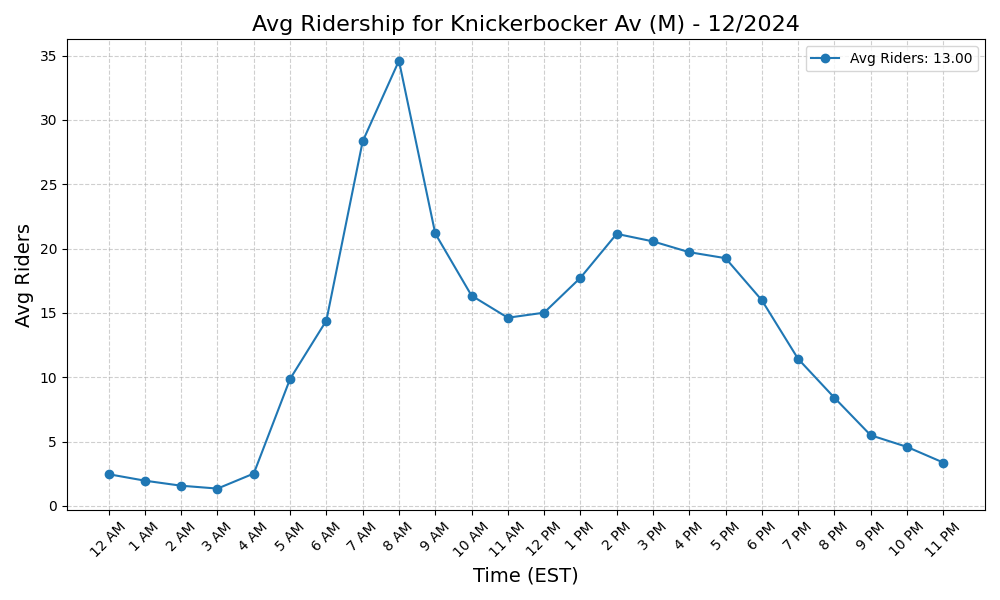 Avg Ridership for Knickerbocker Av (M) - 12/2024
Avg Riders: 13.00
Avg Riders
35
30
25
20
15
10
5
0
12 AM
1 AM
2 AM
3 AM
4 AM
5 AM
6 AM
7 AM
8 AM
9 AM
10 AM
11 AM
12 PM
1 PM
2 PM
3 PM
4 PM
5 PM
6 PM
7 PM
8 PM
9 PM
10 PM
11 PM
Time (EST)